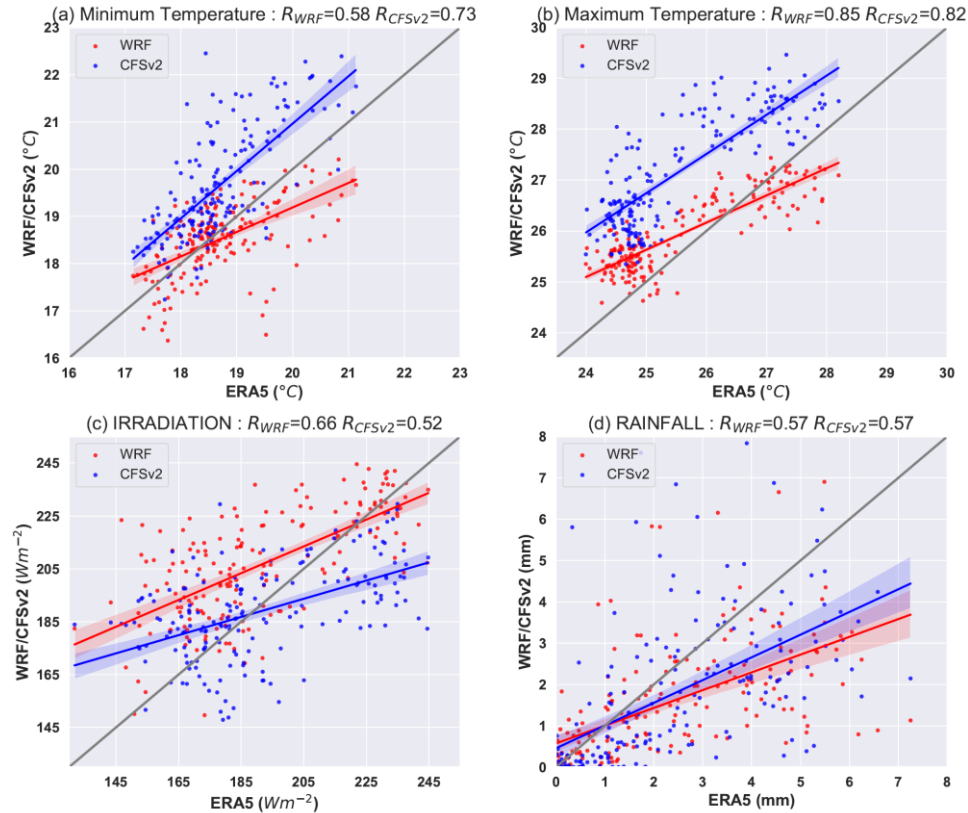 (a) Minimum Temperature : R_WRF=0.58 R_CFSv2=0.73
WRF
CFSv2
23
22
21
20
19
18
17
16
WRF/CFSv2 (°C)
16 17 18 19 20 21 22 23
ERA5 (°C)
(b) Maximum Temperature : R_WRF=0.85 R_CFSv2=0.82
WRF
CFSv2
30
29
28
27
26
25
24
WRF/CFSv2 (°C)
24 25 26 27 28 29 30
ERA5 (°C)
(c) IRRADIATION : R_WRF=0.66 R_CFSv2=0.52
WRF
CFSv2
245
225
205
185
165
145
WRF/CFSv2 (Wm⁻²)
145 165 185 205 225 245
ERA5 (Wm⁻²)
(d) RAINFALL : R_WRF=0.57 R_CFSv2=0.57
WRF
CFSv2
8
7
6
5
4
3
2
1
0
WRF/CFSv2 (mm)
0 1 2 3 4 5 6 7 8
ERA5 (mm)